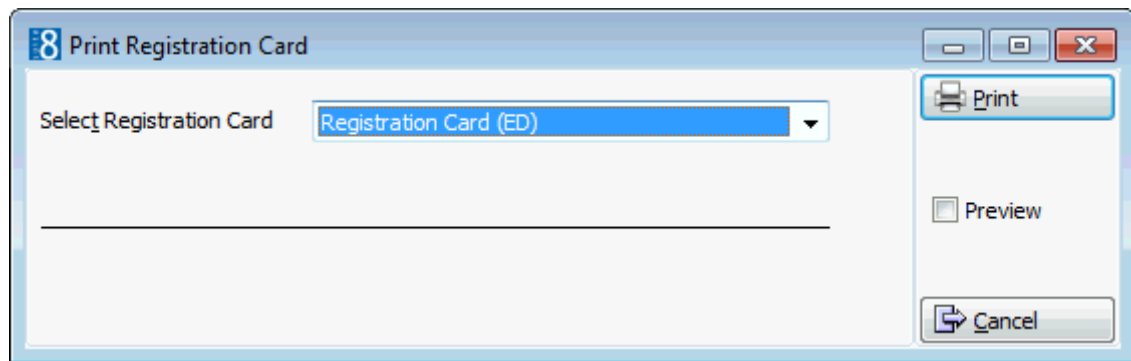 8 Print Registration Card
Select Registration Card
Registration Card (ED)
Print
Preview
Cancel